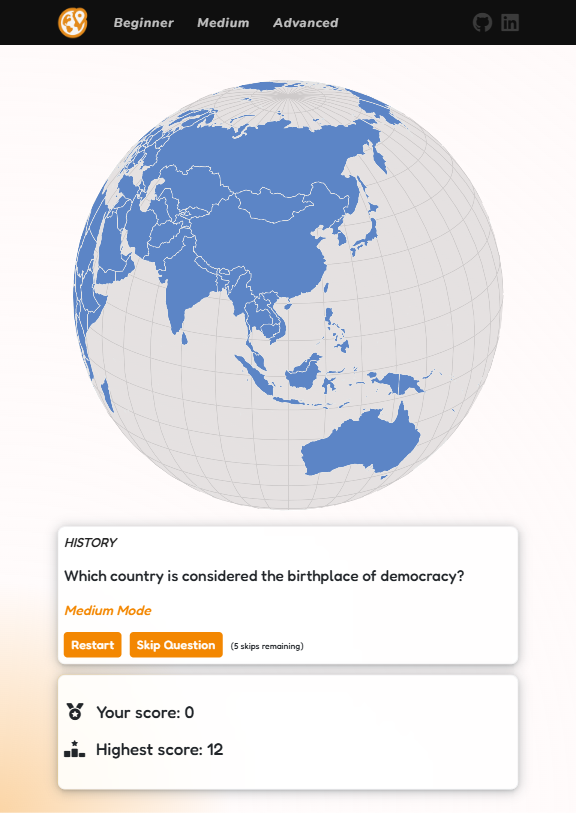 Beginner Medium Advanced
HISTORY
Which country is considered the birthplace of democracy?
Medium Mode
Restart Skip Question (5 skips remaining)
Your score: 0
Highest score: 12